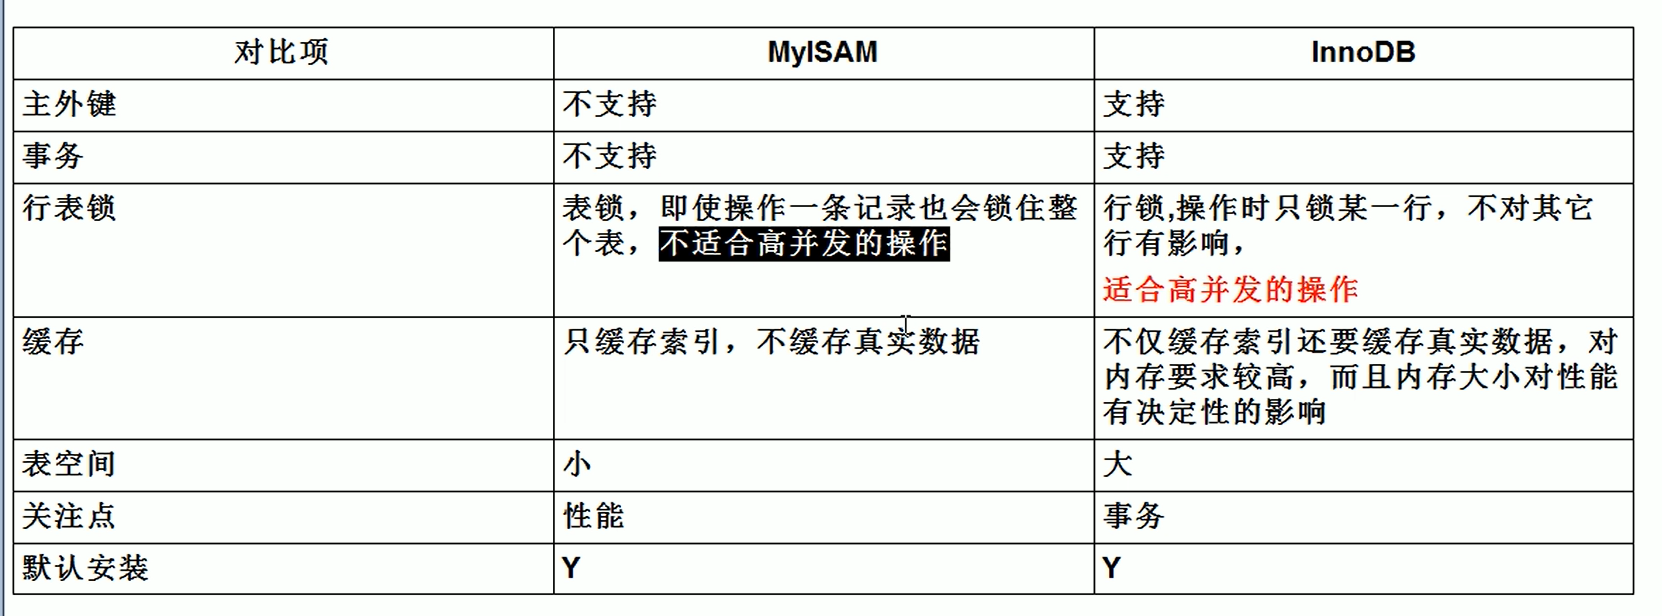 对比项 MyISAM InnoDB
主外键 不支持 支持
事务 不支持 支持
行表锁
表锁，即使操作一条记录也会锁住整
个表，不适合高并发的操作
行锁,操作时只锁某一行，不对其它
行有影响，
适合高并发的操作
缓存
只缓存索引，不缓存真实数据
不仅缓存索引还要缓存真实数据，对
内存要求较高，而且内存大小对性能
有决定性的影响
表空间 小 大
关注点 性能 事务
默认安装 Y Y